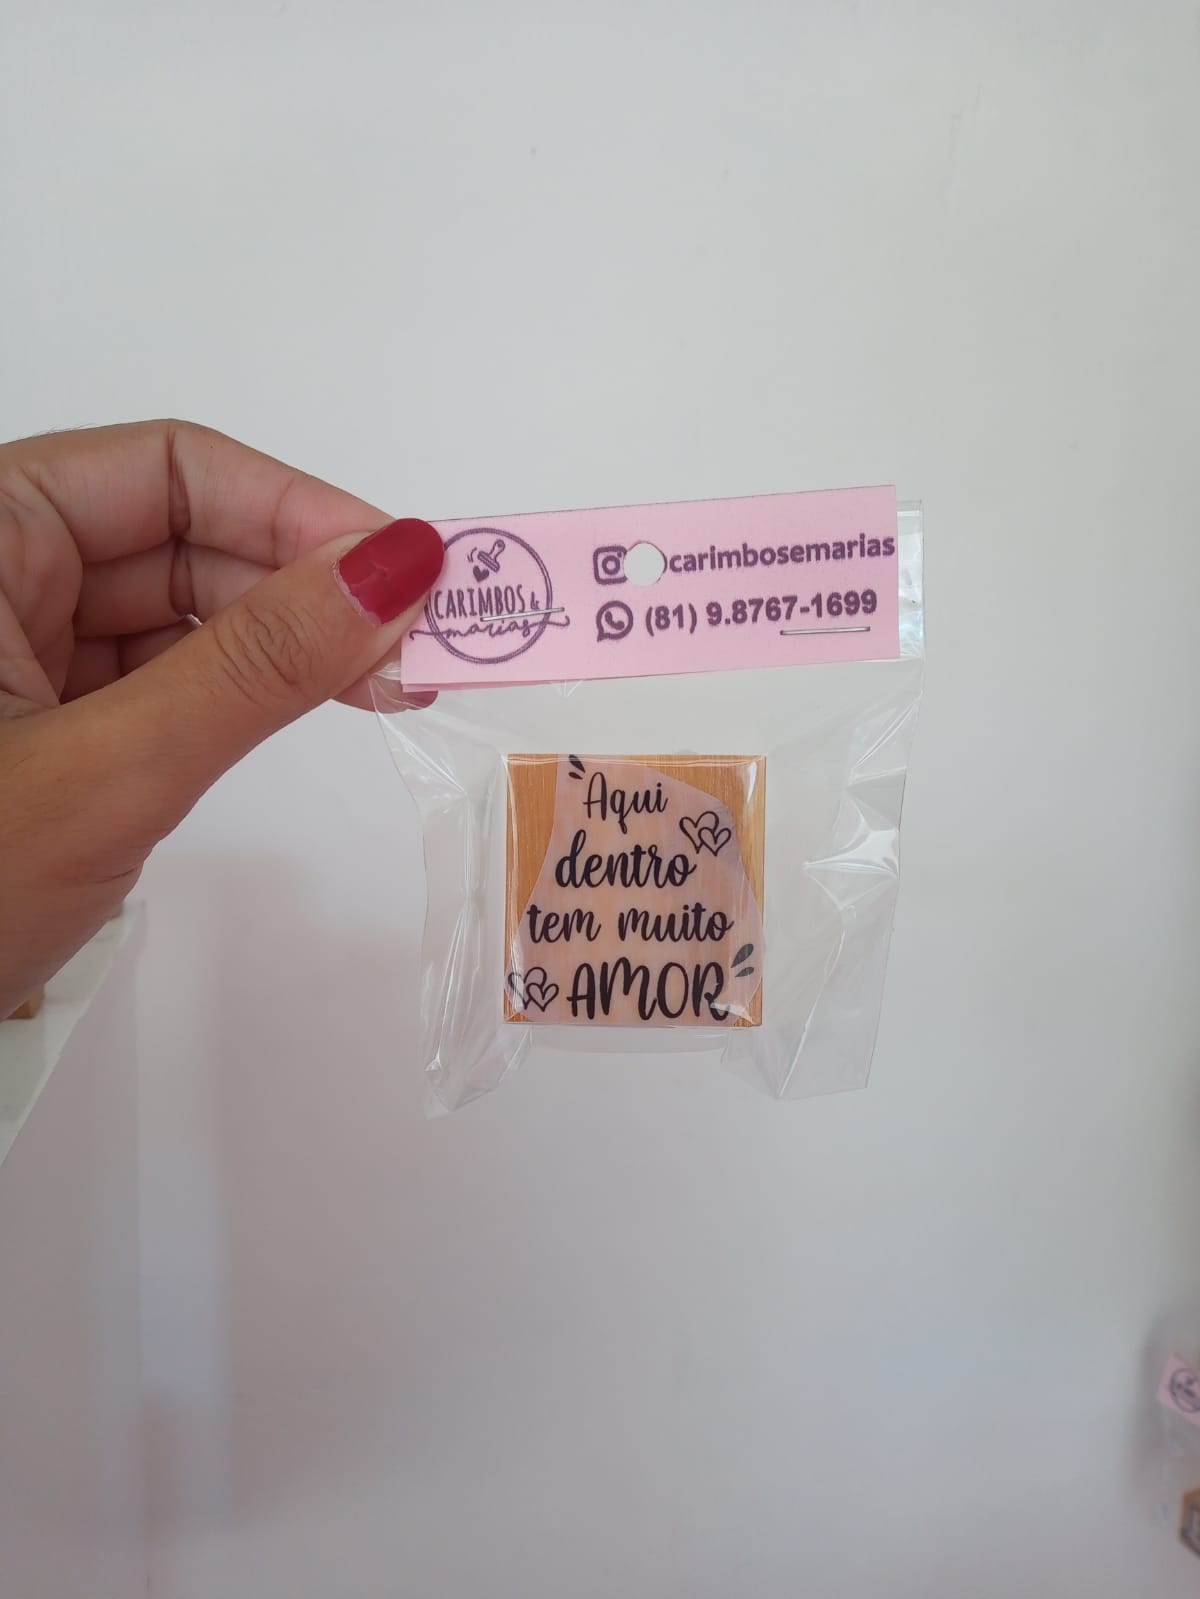 CARIMBOS &
marias
carimbosemarias
(81) 9.8767-1699
Aqui
dentro
tem muito
AMOR